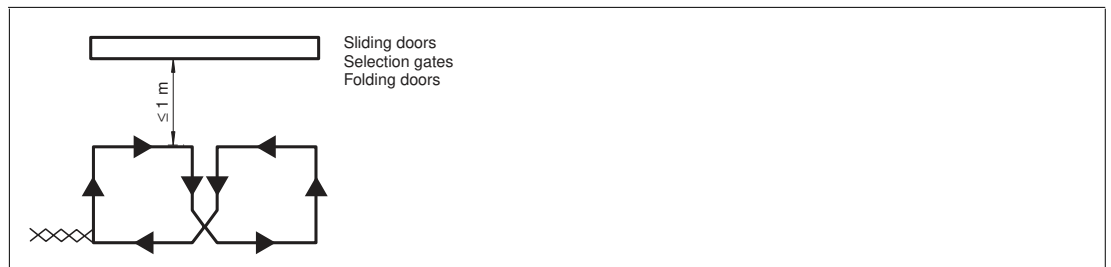 Sliding doors
Selection gates
Folding doors
≤ 1 m